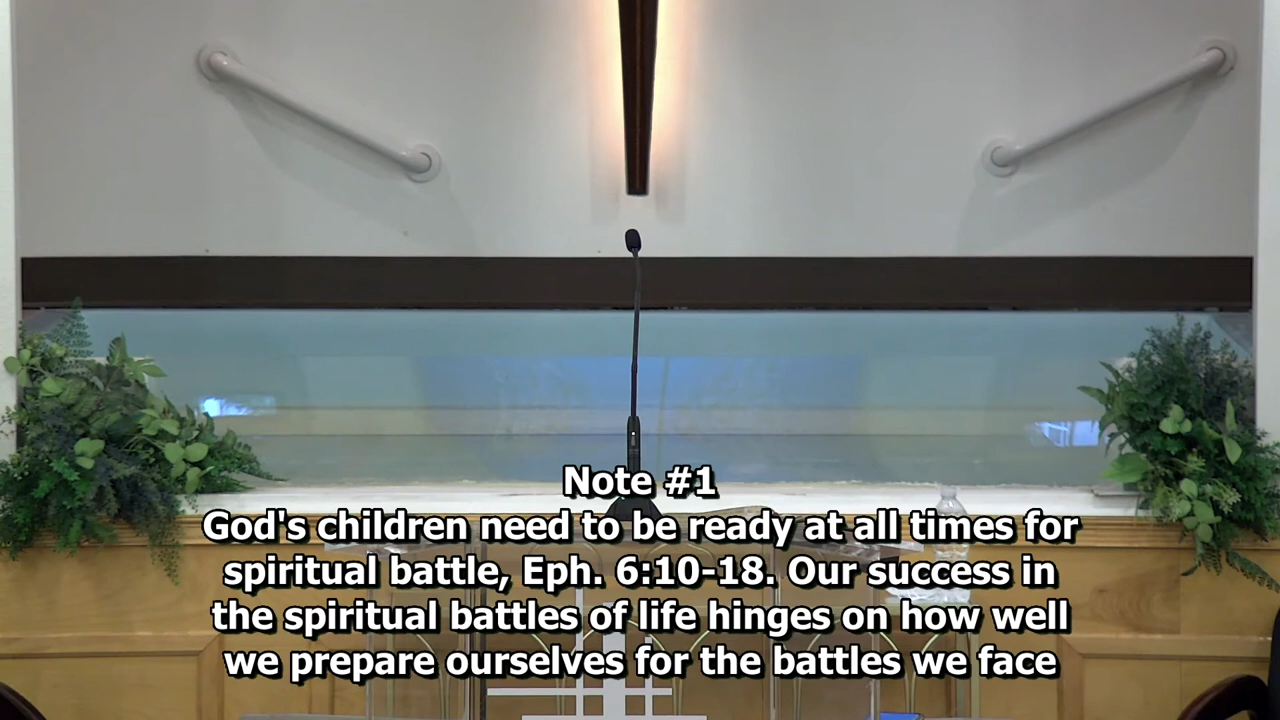 Note #1
God's children need to be ready at all times for
spiritual battle, Eph. 6:10-18. Our success in
the spiritual battles of life hinges on how well
we prepare ourselves for the battles we face